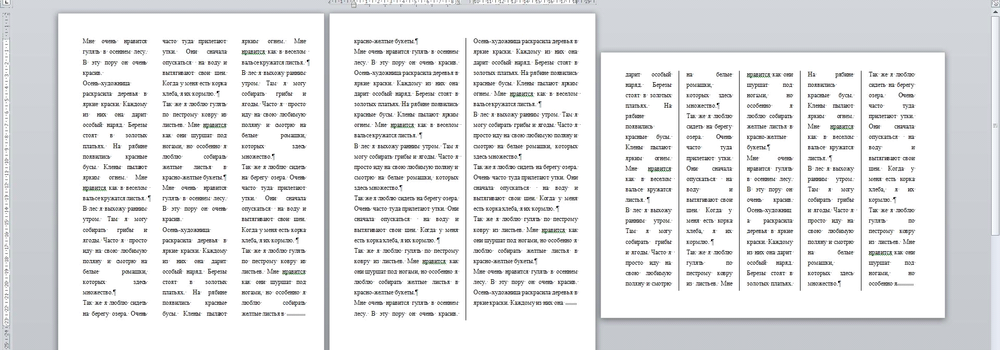 Мне очень нравится
гулять в осеннем лесу.
В эту пору он очень
красив.
Осень-художница
раскрасила деревья в
яркие краски. Каждому
из них она дарит
особый наряд. Березы
стоят в золотых
платьях. На рябине
появились красные
бусы. Клены пылают
ярким огнем. Мне
нравится как в веселом
вальсе кружатся листья. ¶
В лес я выхожу ранним
утром. Там я могу
собирать грибы и
ягоды. Часто я просто
иду на свою любимую
поляну и смотрю на
белые ромашки,
которых здесь
множество.¶
Так же я люблю сидеть
на берегу озера. Очень
часто туда прилетают
утки. Они сначала
опускаться на воду и
вытягивают свои шеи.
Когда у меня есть корка
хлеба, я их кормлю. ¶
Так же я люблю гулять
по пестрому ковру из
листьев. Мне нравится
как они шуршат под
ногами, но особенно я
люблю собирать
желтые листья в
красно-желтые букеты.¶
Мне очень нравится
гулять в осеннем лесу.
В эту пору он очень
красив.
Осень-художница
раскрасила деревья в
яркие краски. Каждому
из них она дарит
особый наряд. Березы
стоят в золотых
платьях. На рябине
появились красные
бусы. Клены пылают
ярким огнем. Мне
нравится как в веселом
вальсе кружатся листья. ¶
В лес я выхожу ранним
утром. Там я могу
собирать грибы и
ягоды. Часто я просто
иду на свою любимую
поляну и смотрю на
белые ромашки,
которых здесь
множество.¶
Так же я люблю сидеть
на берегу озера. Очень
часто туда прилетают
утки. Они сначала
опускаться на воду и
вытягивают свои шеи.
Когда у меня есть корка
хлеба, я их кормлю. ¶
Так же я люблю гулять
по пестрому ковру из
листьев. Мне нравится
как они шуршат под
ногами, но особенно я
люблю собирать
желтые листья в
красно-желтые букеты.¶
Мне очень нравится гулять в осеннем
лесу. В эту пору он очень красив.
Осень-художница раскрасила деревья в
яркие краски. Каждому из них она
дарит особый наряд. Березы стоят в
золотых платьях. На рябине появились
красные бусы. Клены пылают ярким
огнем. Мне нравится как в веселом
вальсе кружатся листья. ¶
В лес я выхожу ранним утром. Там я
могу собирать грибы и ягоды. Часто я
просто иду на свою любимую поляну и
смотрю на белые ромашки, которых
здесь множество.¶
Так же я люблю сидеть на берегу озера.
Очень часто туда прилетают утки. Они
сначала опускаться на воду и
вытягивают свои шеи. Когда у меня
есть корка хлеба, я их кормлю. ¶
Так же я люблю гулять по пестрому
ковру из листьев. Мне нравится как
они шуршат под ногами, но особенно я
люблю собирать желтые листья в
красно-желтые букеты.¶
Мне очень нравится гулять в осеннем
лесу. В эту пору он очень красив.
Осень-художница раскрасила деревья в
яркие краски. Каждому из них она
дарит особый наряд. Березы стоят в
золотых платьях. На рябине появились
красные бусы. Клены пылают ярким
огнем. Мне нравится как в веселом
вальсе кружатся листья. ¶
В лес я выхожу ранним утром. Там я
могу собирать грибы и ягоды. Часто я
просто иду на свою любимую поляну и
смотрю на белые ромашки, которых
здесь множество.¶
Так же я люблю сидеть на берегу озера.
Очень часто туда прилетают утки. Они
сначала опускаться на воду и
вытягивают свои шеи. Когда у меня
есть корка хлеба, я их кормлю. ¶
Так же я люблю гулять по пестрому
ковру из листьев. Мне нравится как
они шуршат под ногами, но особенно я
люблю собирать желтые листья в
красно-желтые букеты.¶
Мне очень нравится гулять в осеннем
лесу. В эту пору он очень красив.
Осень-художница раскрасила деревья в
яркие краски. Каждому из них она
дарит особый
наряд. Березы
стоят в золотых
платьях. На
рябине
появились
красные бусы.
Клены пылают
ярким огнем.
Мне нравится
как в веселом
вальсе кружатся
листья. ¶
В лес я выхожу
ранним утром.
Там я могу
собирать грибы
и ягоды. Часто я
просто иду на
свою любимую
поляну и смотрю
на белые
ромашки,
которых здесь
множество.¶
Так же я люблю
сидеть на берегу
озера. Очень
часто туда
прилетают утки.
Они сначала
опускаться на
воду и
вытягивают свои
шеи. Когда у
меня есть корка
хлеба, я их
кормлю. ¶
Так же я люблю
гулять по
пестрому ковру
из листьев. Мне
нравится как они
шуршат под
ногами, но
особенно я
люблю собирать
желтые листья в
красно-желтые
букеты.¶
Мне очень
нравится гулять
в осеннем лесу.
В эту пору он
очень красив.
Осень-художниц
а раскрасила
деревья в яркие
краски. Каждому
из них она дарит
особый наряд.
Березы стоят в
золотых платьях.
На рябине
появились
красные бусы.
Клены пылают
ярким огнем.
Мне нравится
как в веселом
вальсе кружатся
листья. ¶
В лес я выхожу
ранним утром.
Там я могу
собирать грибы
и ягоды. Часто я
просто иду на
свою любимую
поляну и смотрю
на белые
ромашки,
которых здесь
множество.¶
Так же я люблю
сидеть на берегу
озера. Очень
часто туда
прилетают утки.
Они сначала
опускаться на
воду и
вытягивают свои
шеи. Когда у
меня есть корка
хлеба, я их
кормлю. ¶
Так же я люблю
гулять по
пестрому ковру
из листьев. Мне
нравится как они
шуршат под
ногами, но
особенно я